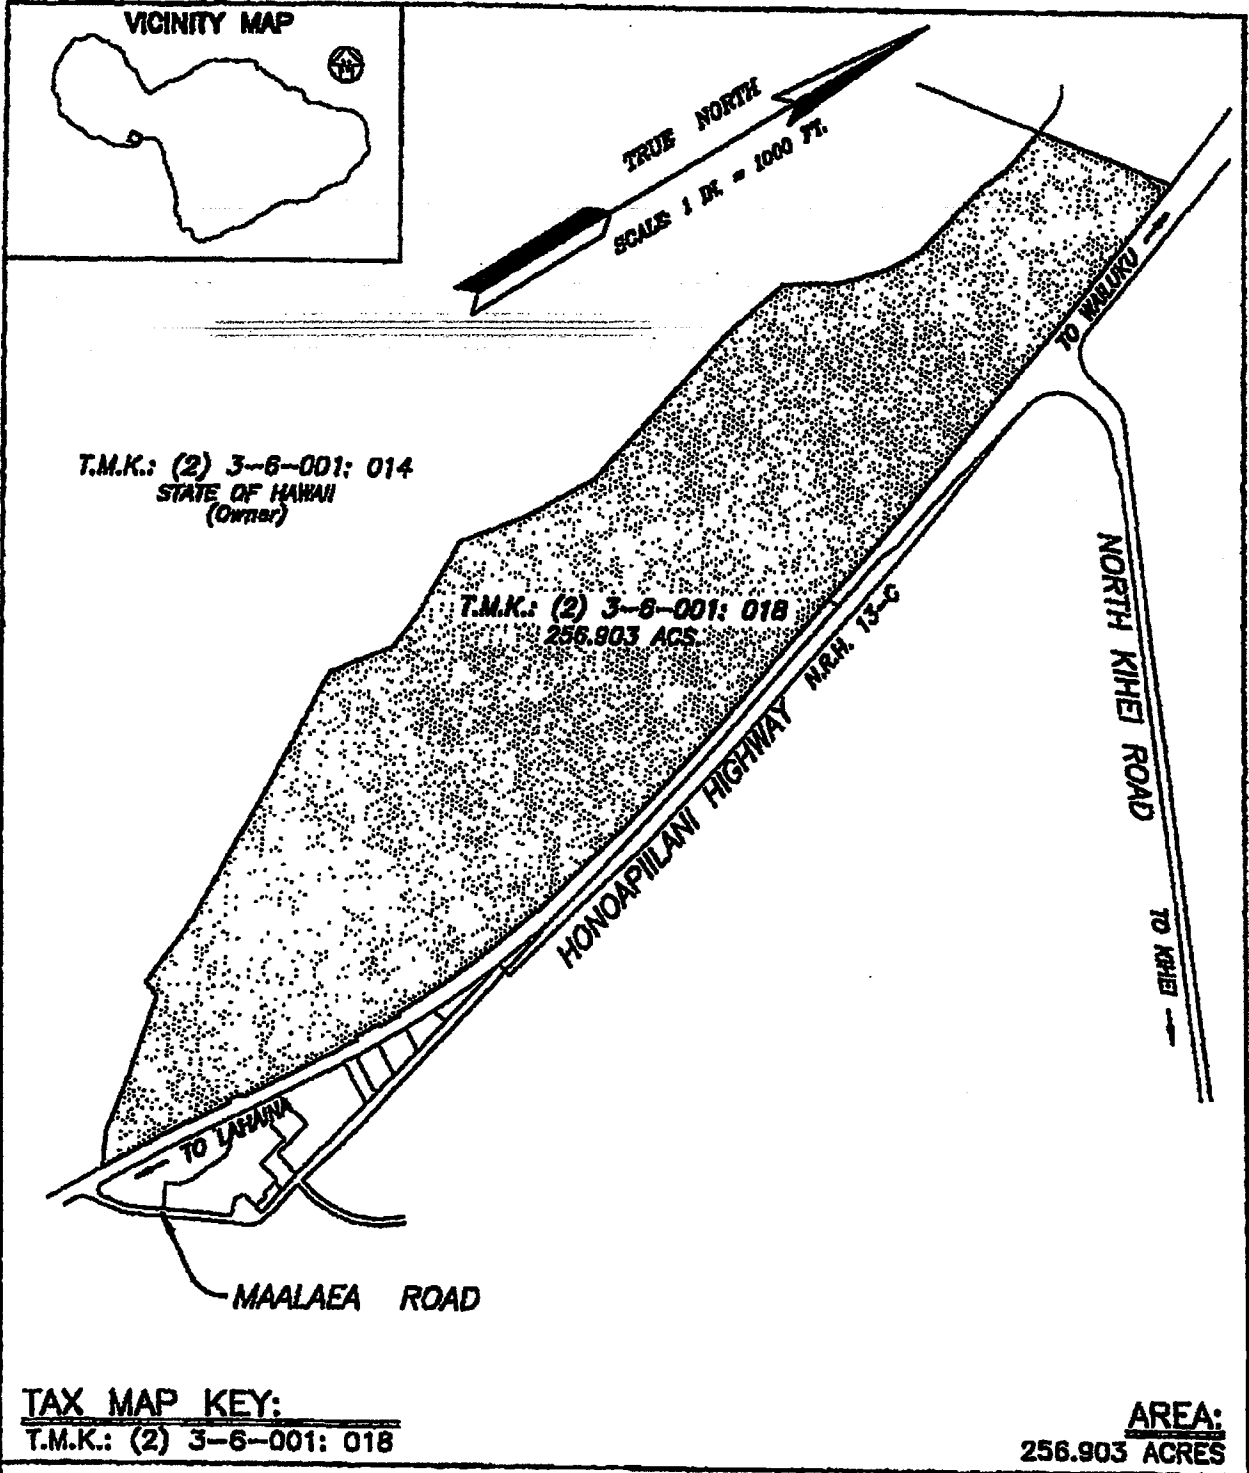 VICINITY MAP
TRUE NORTH
SCALE: 1 IN. = 1000 FT.
TO WAILUKU
T.M.K.: (2) 3-6-001: 014
STATE OF HAWAII
(Owner)
T.M.K.: (2) 3-6-001: 018
256.903 ACS.
HONOAPIILANI HIGHWAY N.R.H. 13-G
NORTH KIHEI ROAD
TO KIHEI
TO LAHAINA
MAALAEA ROAD
TAX MAP KEY:
T.M.K.: (2) 3-6-001: 018
AREA:
256.903 ACRES